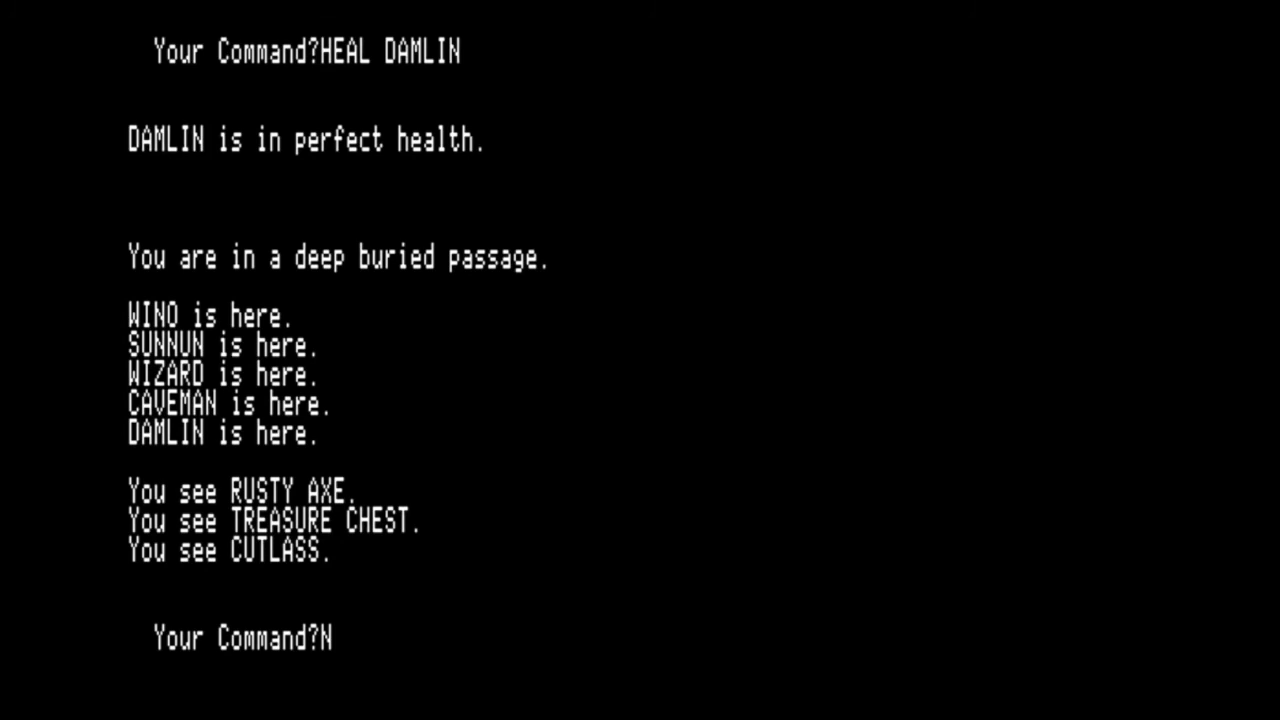 Your Command?HEAL DAMLIN
DAMLIN is in perfect health.
You are in a deep buried passage.
WINO is here.
SUNNUN is here.
WIZARD is here.
CAVEMAN is here.
DAMLIN is here.
You see RUSTY AXE.
You see TREASURE CHEST.
You see CUTLASS.
Your Command?N